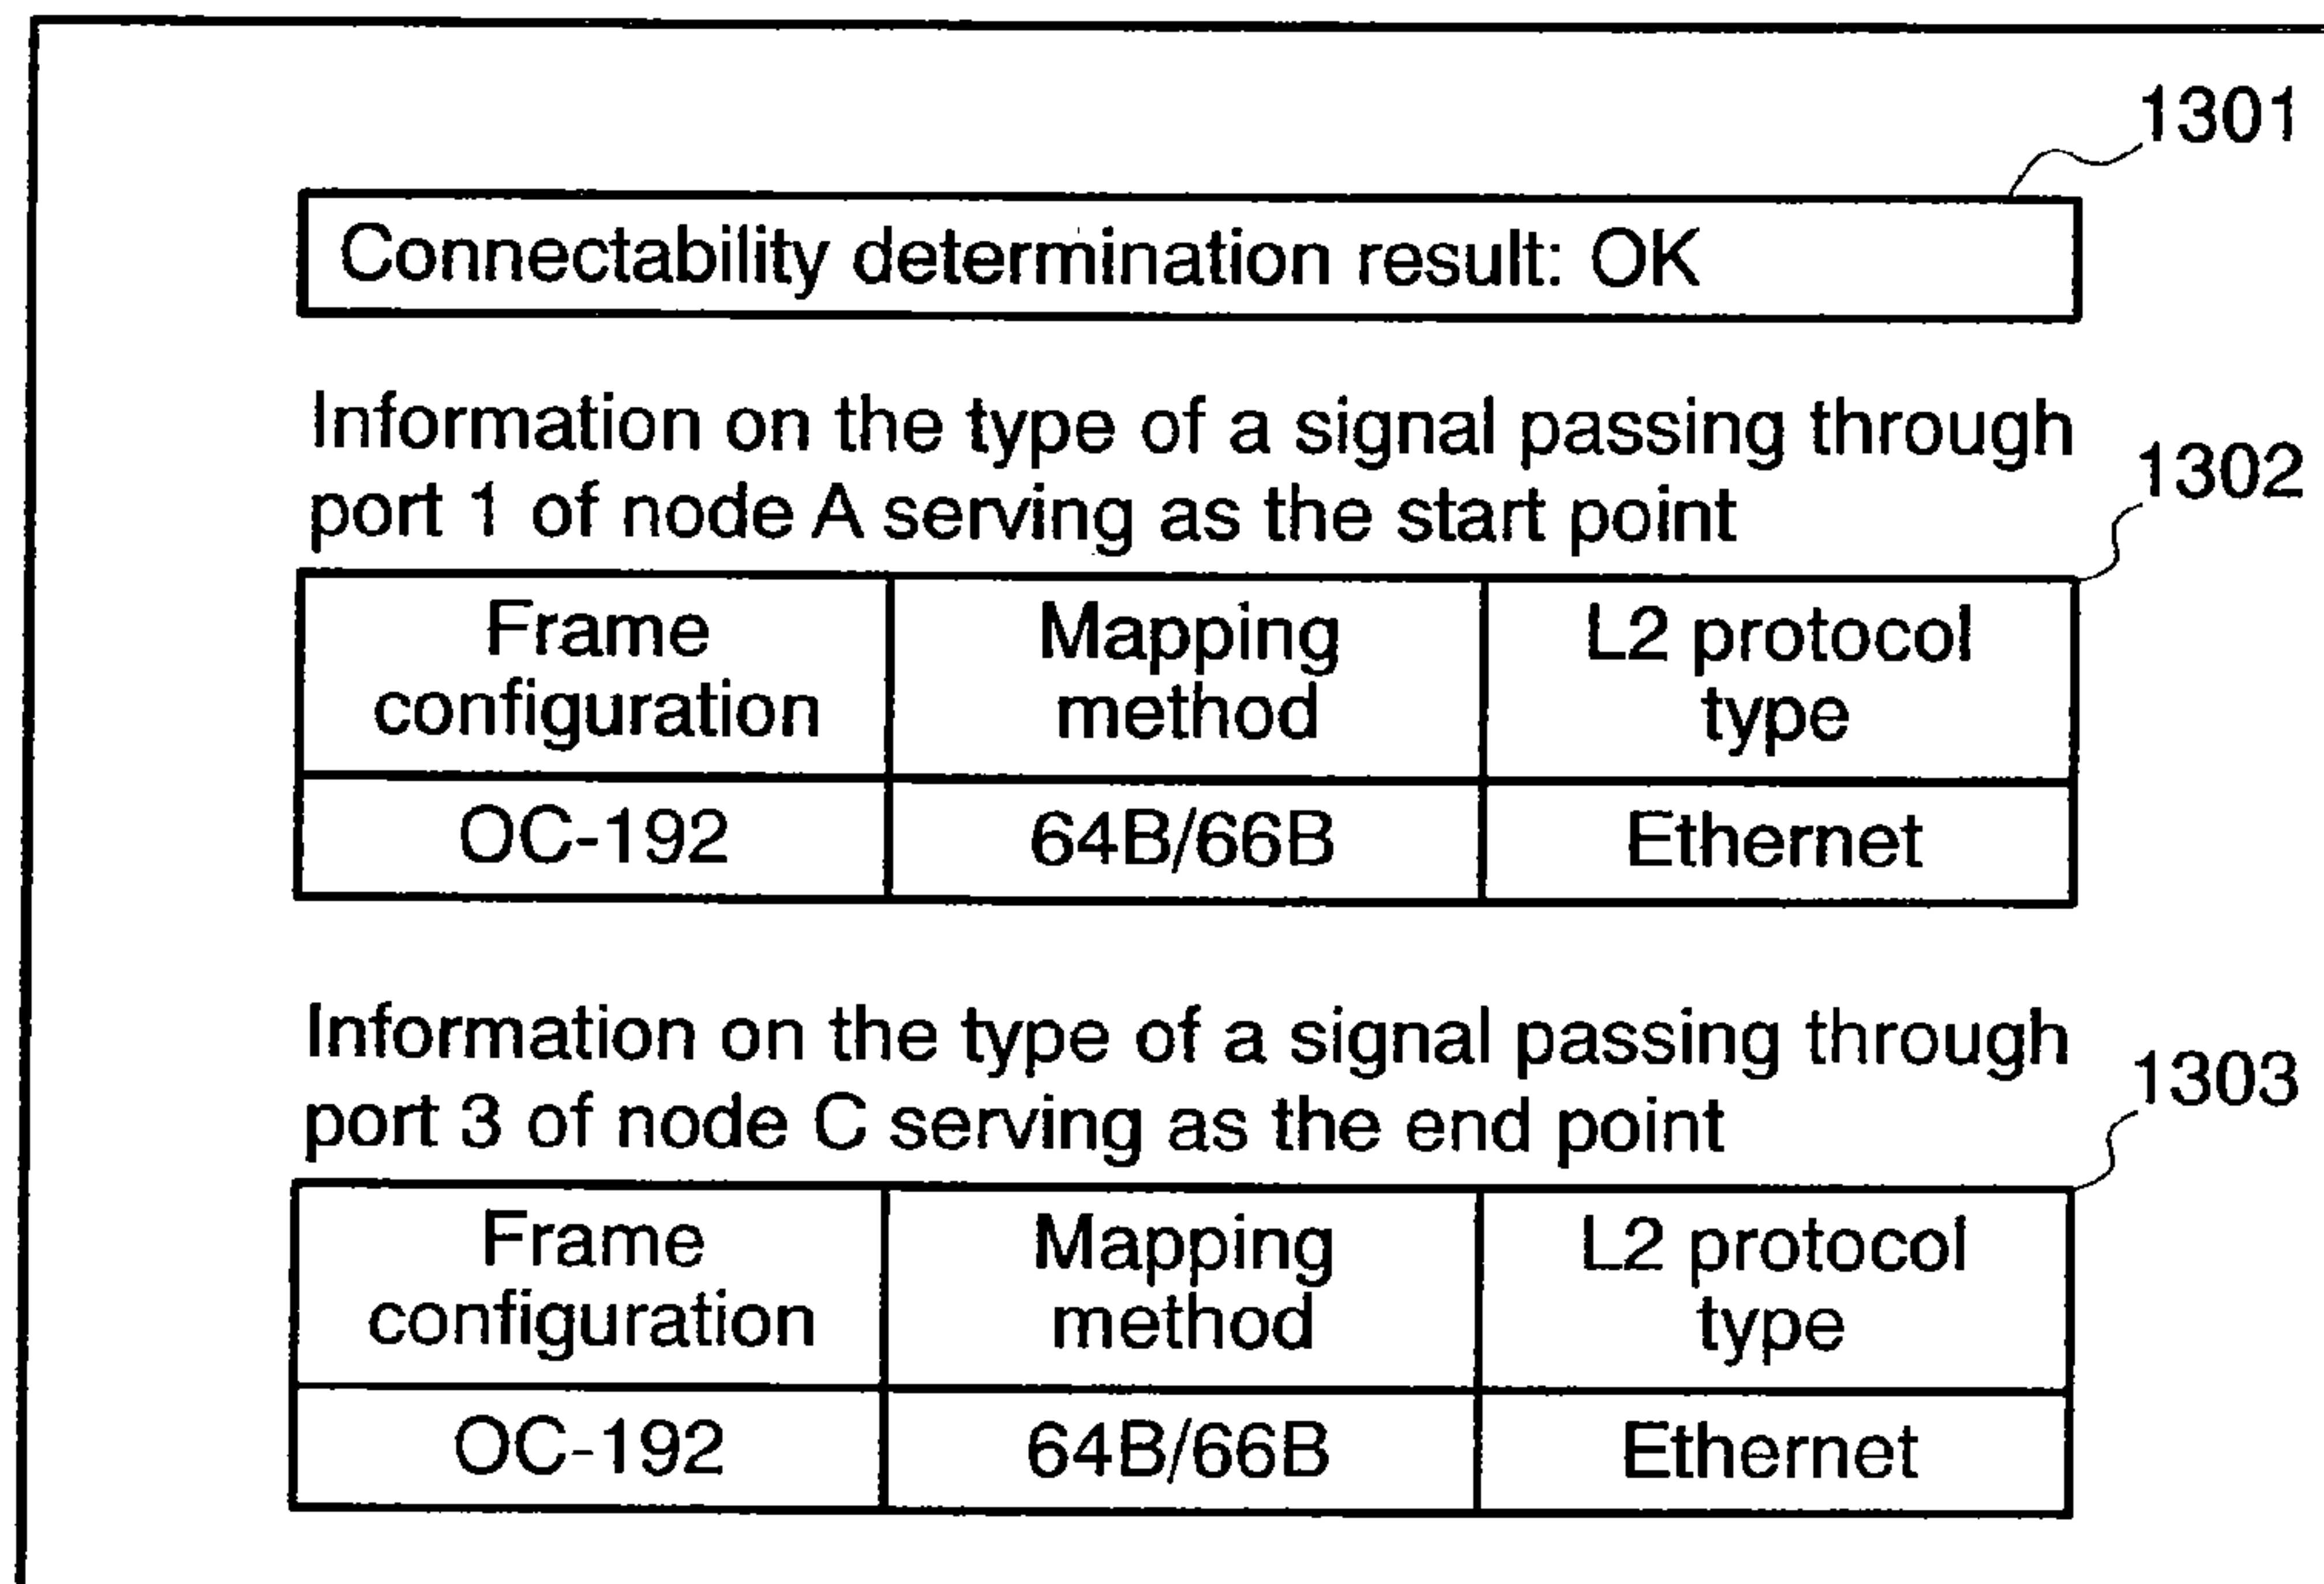 1301
Connectability determination result: OK
Information on the type of a signal passing through
port 1 of node A serving as the start point
1302
Frame
configuration
Mapping
method
L2 protocol
type
OC-192
64B/66B
Ethernet
Information on the type of a signal passing through
port 3 of node C serving as the end point
1303
Frame
configuration
Mapping
method
L2 protocol
type
OC-192
64B/66B
Ethernet